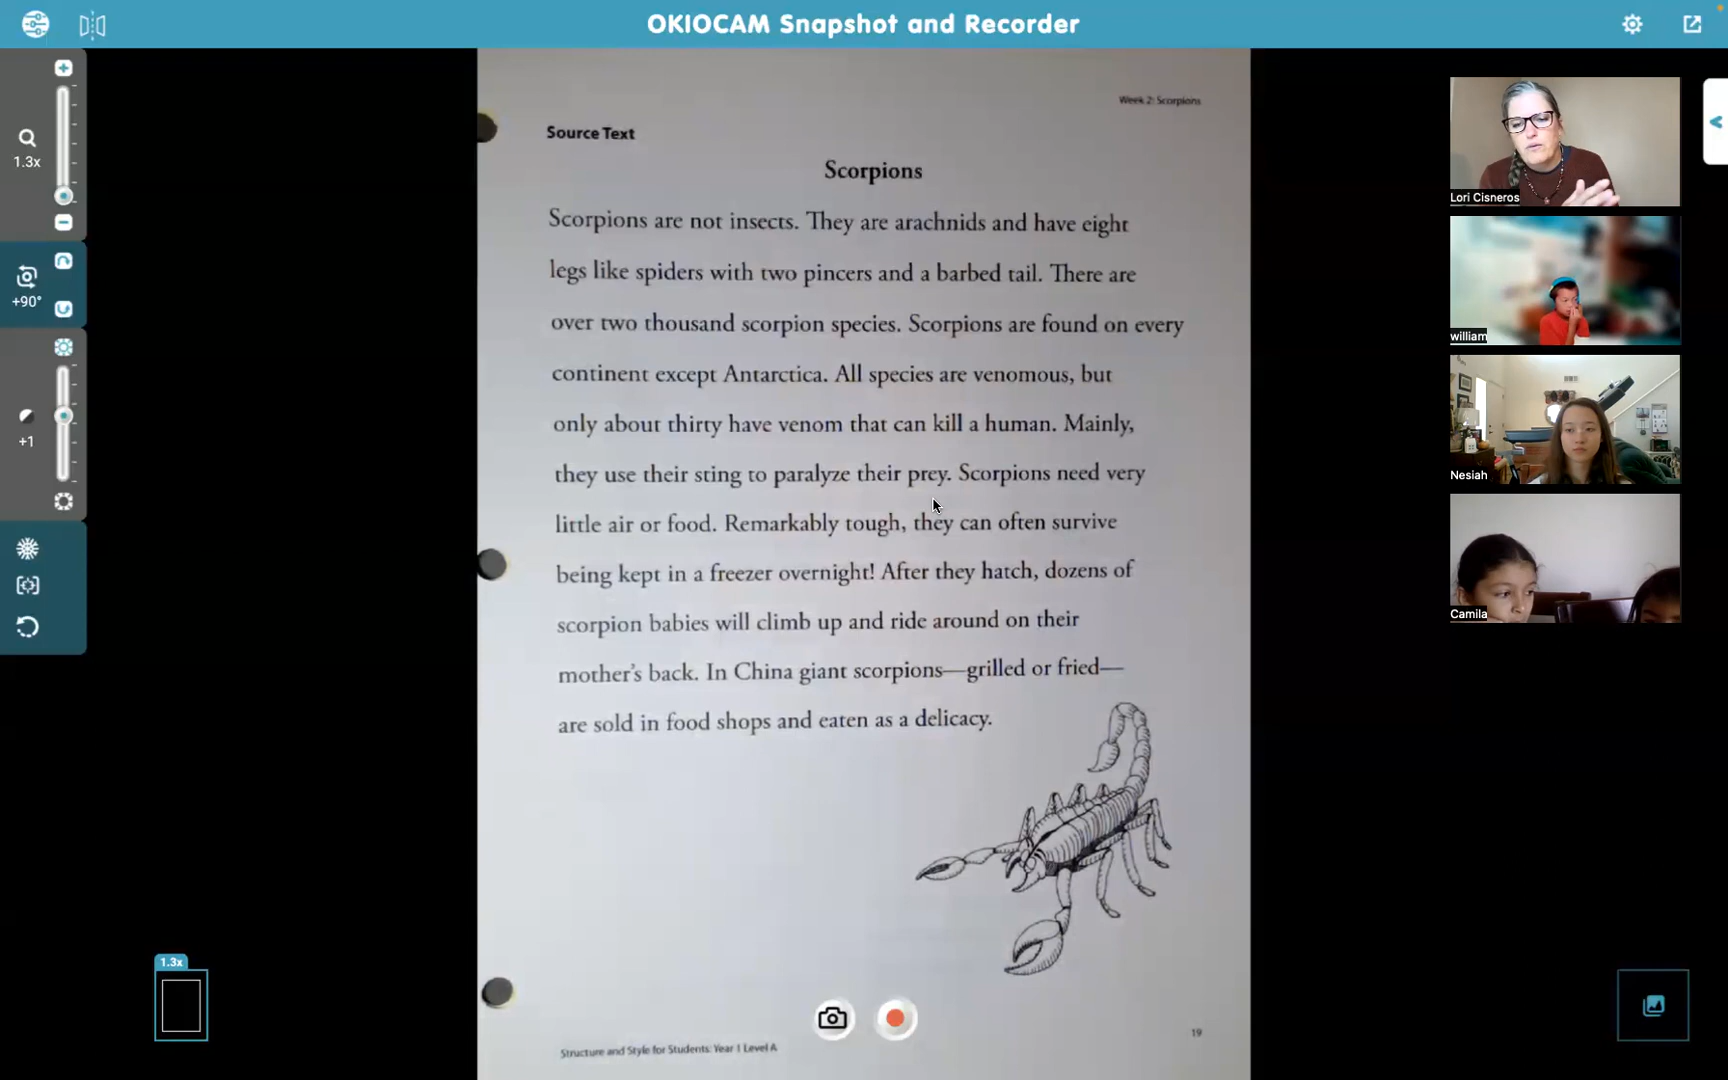 OKIOCAM Snapshot and Recorder
1.3x
+90°
+1
1.3x
Week 2: Scorpions
Source Text
Scorpions
Scorpions are not insects. They are arachnids and have eight
legs like spiders with two pincers and a barbed tail. There are
over two thousand scorpion species. Scorpions are found on every
continent except Antarctica. All species are venomous, but
only about thirty have venom that can kill a human. Mainly,
they use their sting to paralyze their prey. Scorpions need very
little air or food. Remarkably tough, they can often survive
being kept in a freezer overnight! After they hatch, dozens of
scorpion babies will climb up and ride around on their
mother's back. In China giant scorpions—grilled or fried—
are sold in food shops and eaten as a delicacy.
Structure and Style for Students: Year 1 Level A
19
Lori Cisneros
william
Nesiah
Camila